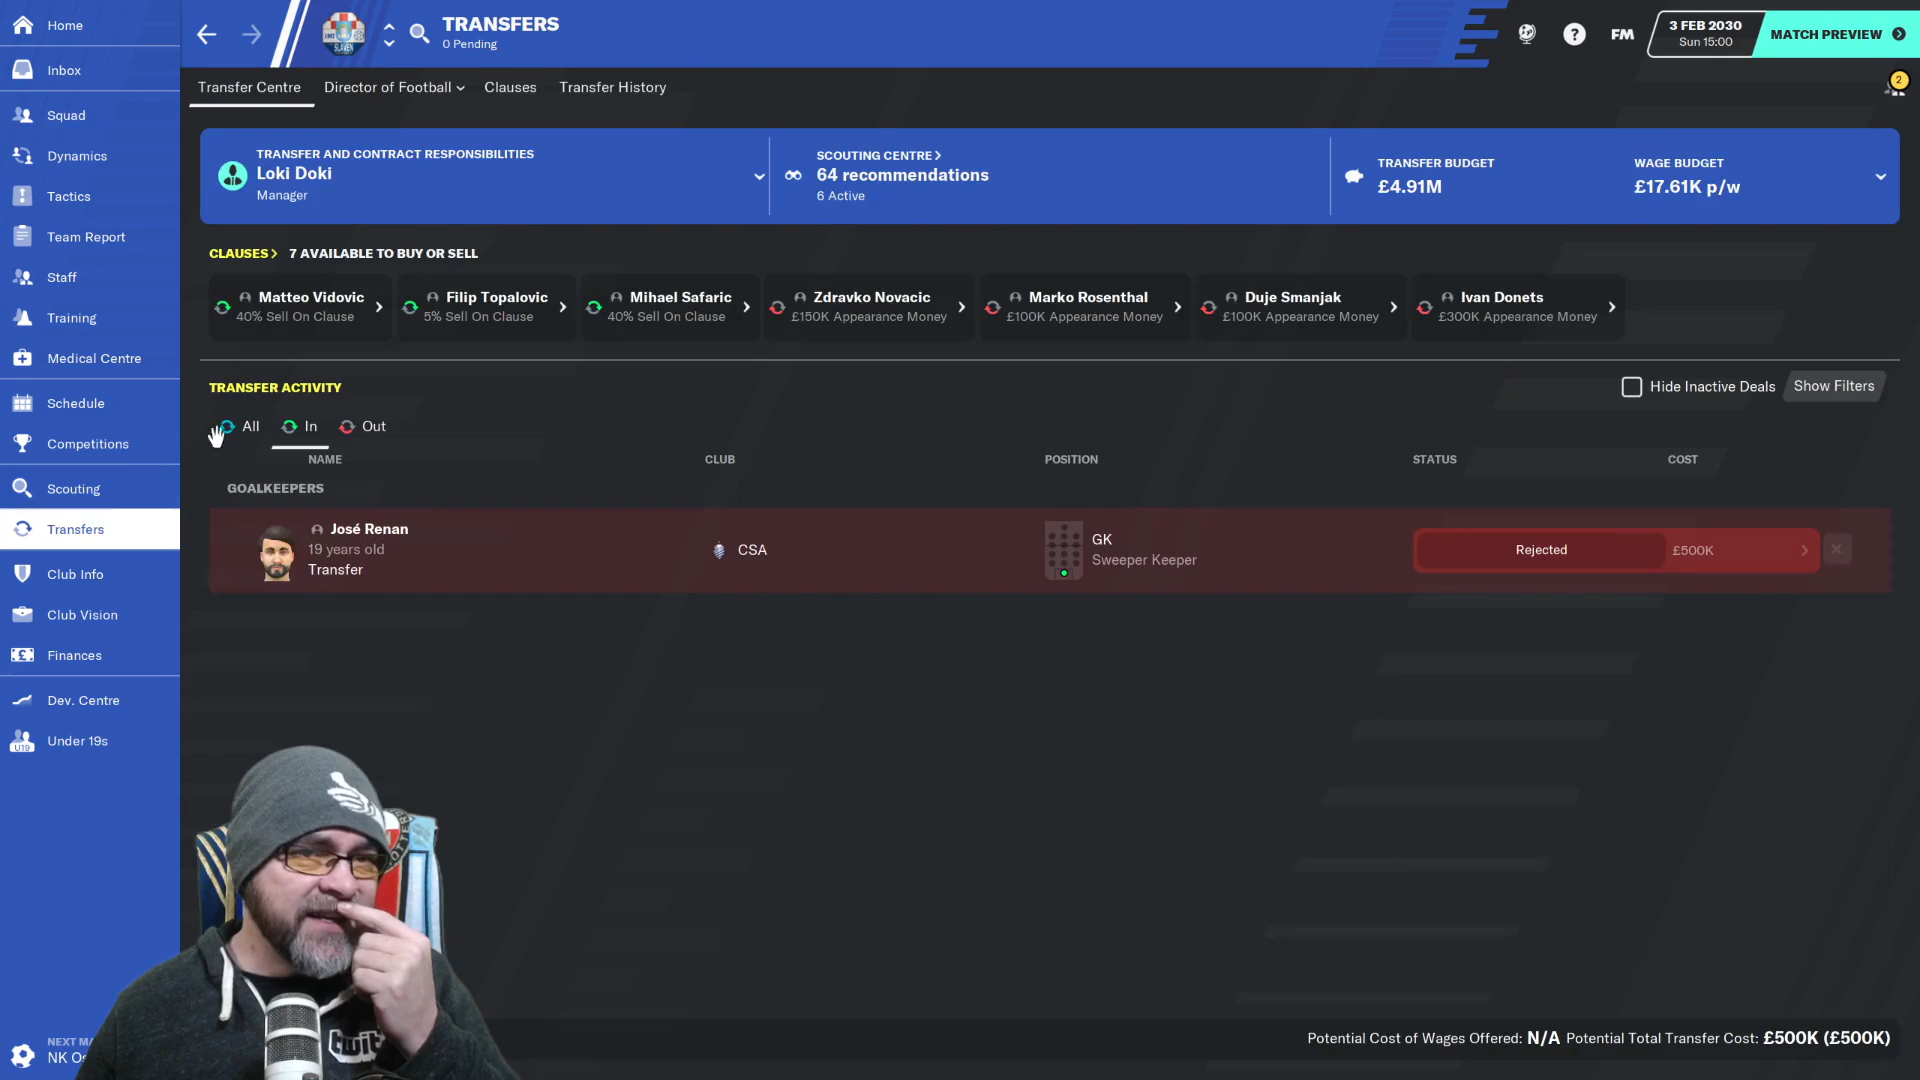 Home
Inbox
Squad
Dynamics
Tactics
Team Report
Staff
Training
Medical Centre
Schedule
Competitions
Scouting
Transfers
Club Info
Club Vision
Finances
Dev. Centre
Under 19s
U19
SLAVEN
TRANSFERS
0 Pending
FM
3 FEB 2030
Sun 15:00
MATCH PREVIEW
Transfer Centre Director of Football Clauses Transfer History
2
TRANSFER AND CONTRACT RESPONSIBILITIES
Loki Doki
Manager
SCOUTING CENTRE >
64 recommendations
6 Active
TRANSFER BUDGET
£4.91M
WAGE BUDGET
£17.61K p/w
CLAUSES > 7 AVAILABLE TO BUY OR SELL
Matteo Vidovic
40% Sell On Clause
Filip Topalovic
5% Sell On Clause
Mihael Safaric
40% Sell On Clause
Zdravko Novacic
£150K Appearance Money
Marko Rosenthal
£100K Appearance Money
Duje Smanjak
£100K Appearance Money
Ivan Donets
£300K Appearance Money
TRANSFER ACTIVITY
Hide Inactive Deals Show Filters
All In Out
NAME CLUB POSITION STATUS COST
GOALKEEPERS
José Renan
19 years old
Transfer
CSA
GK
Sweeper Keeper
Rejected £500K
Potential Cost of Wages Offered: N/A Potential Total Transfer Cost: £500K (£500K)
NEXT
NK